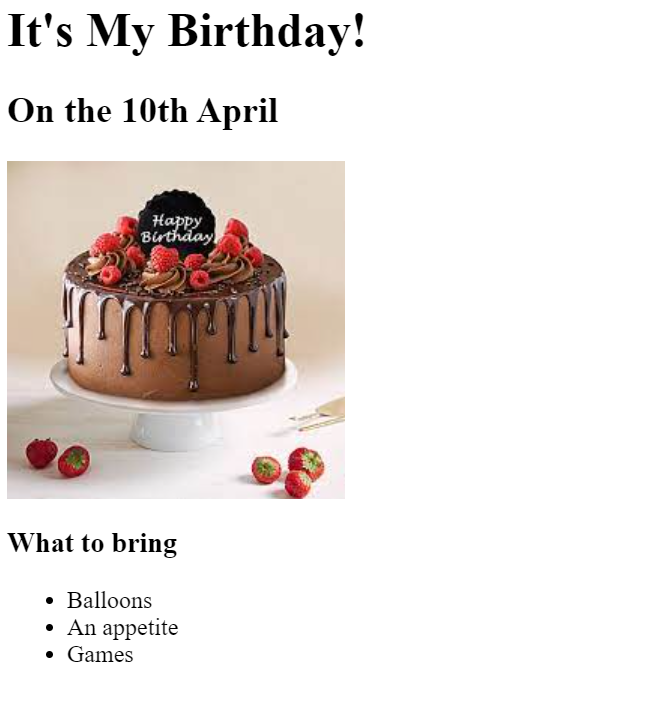 It's My Birthday!
On the 10th April
Happy
Birthday
What to bring
Balloons
An appetite
Games